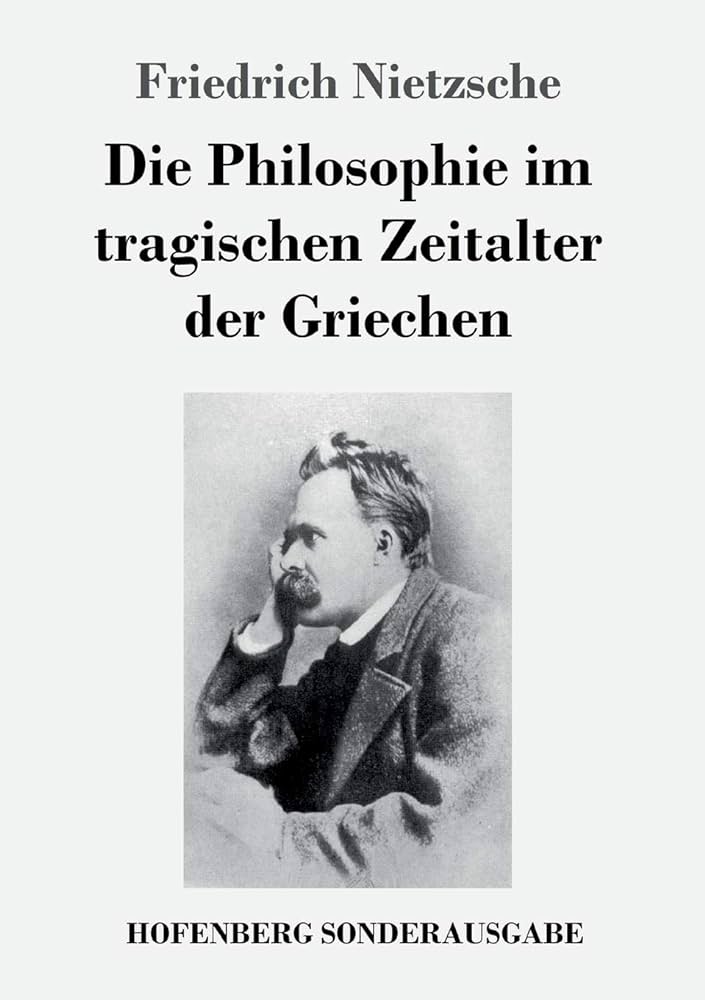 Friedrich Nietzsche
Die Philosophie im
tragischen Zeitalter
der Griechen
HOFENBERG SONDERAUSGABE